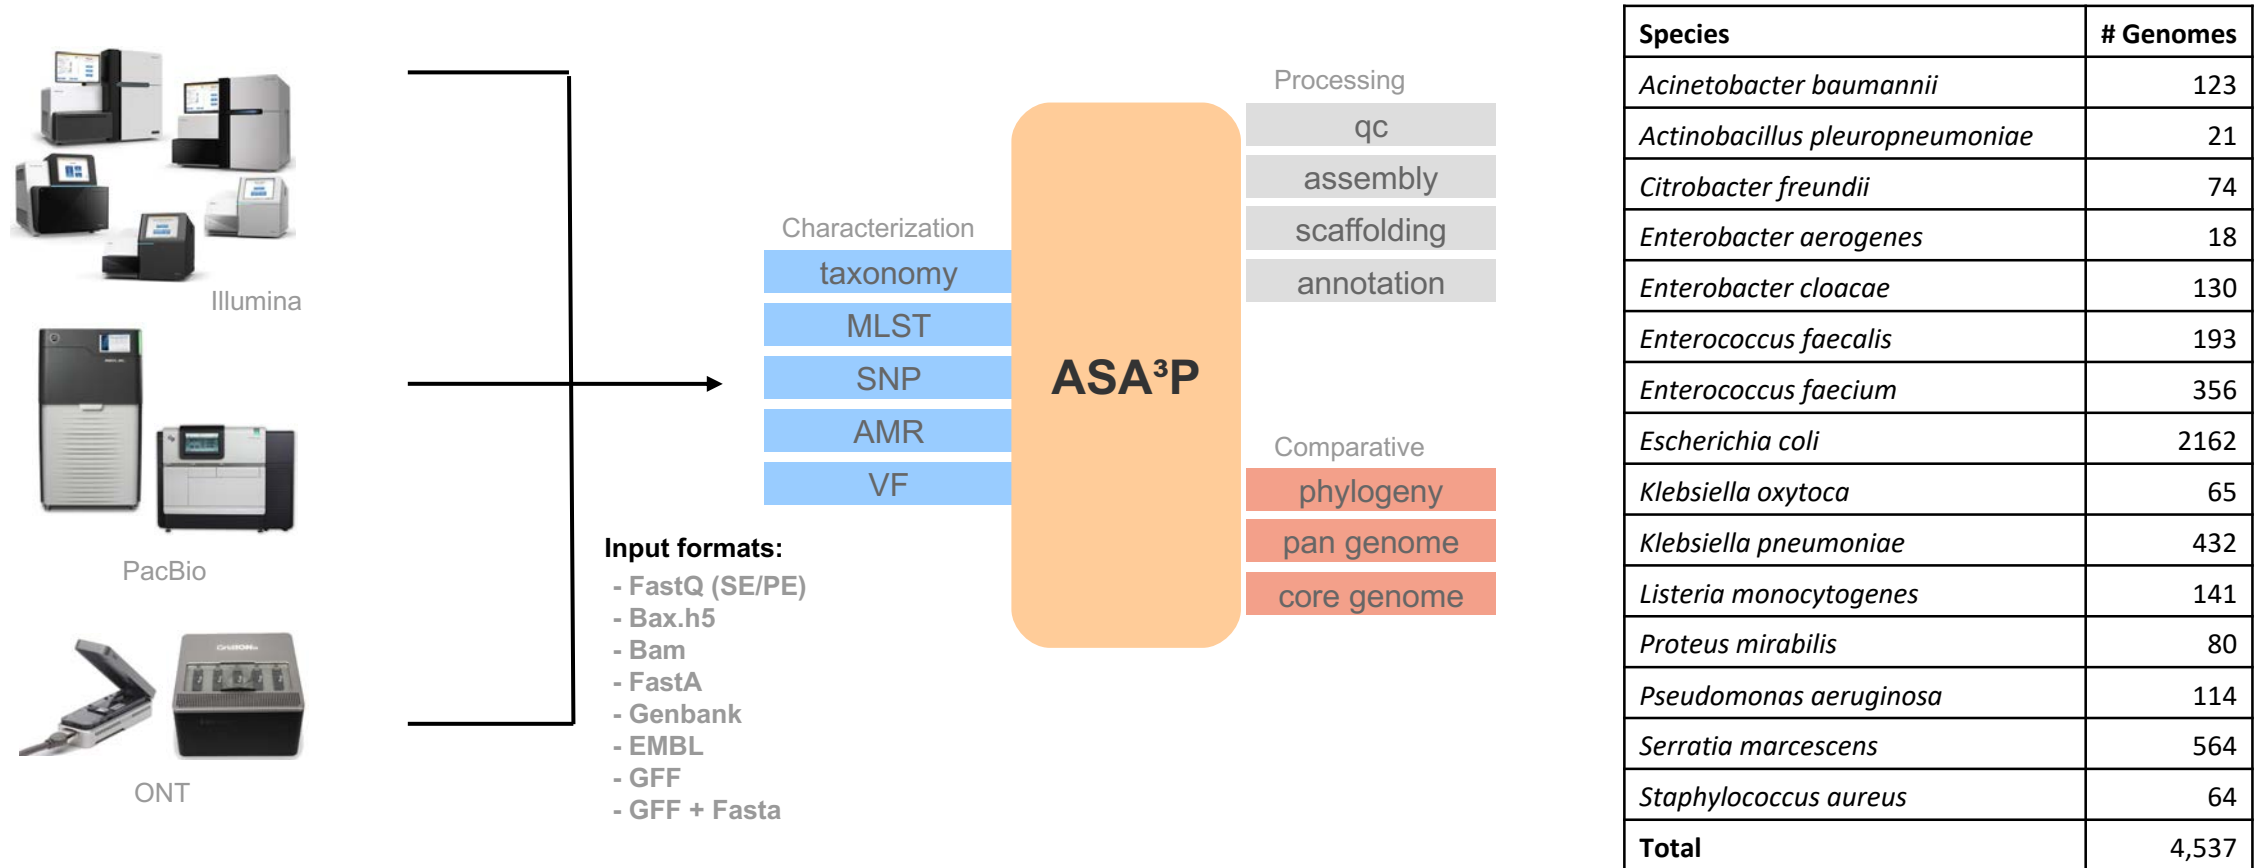 Illumina
PacBio
GridION
ONT
Input formats:
- FastQ (SE/PE)
- Bax.h5
- Bam
- FastA
- Genbank
- EMBL
- GFF
- GFF + Fasta
Characterization
taxonomy
MLST
SNP
AMR
VF
ASA³P
Processing
qc
assembly
scaffolding
annotation
Comparative
phylogeny
pan genome
core genome
Species # Genomes
Acinetobacter baumannii 123
Actinobacillus pleuropneumoniae 21
Citrobacter freundii 74
Enterobacter aerogenes 18
Enterobacter cloacae 130
Enterococcus faecalis 193
Enterococcus faecium 356
Escherichia coli 2162
Klebsiella oxytoca 65
Klebsiella pneumoniae 432
Listeria monocytogenes 141
Proteus mirabilis 80
Pseudomonas aeruginosa 114
Serratia marcescens 564
Staphylococcus aureus 64
Total 4,537